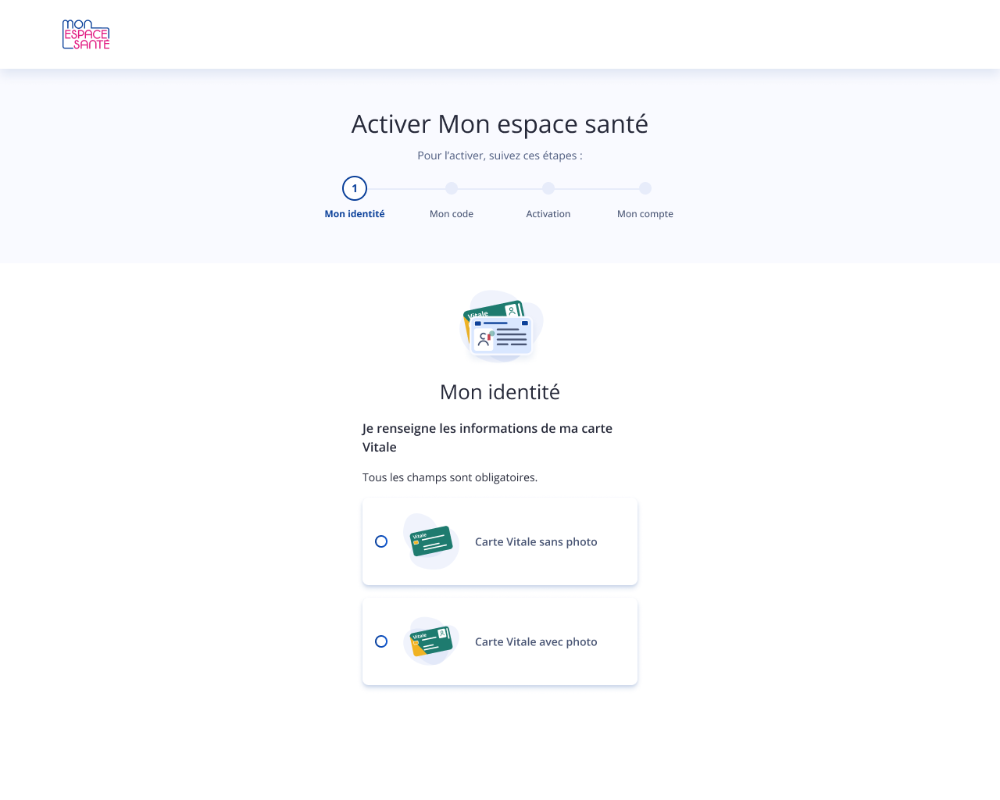 mon
ESPACE
SANTÉ
Activer Mon espace santé
Pour l’activer, suivez ces étapes :
1
Mon identité
Mon code
Activation
Mon compte
Vitale
Mon identité
Je renseigne les informations de ma carte
Vitale
Tous les champs sont obligatoires.
Vitale
Carte Vitale sans photo
Vitale
Carte Vitale avec photo